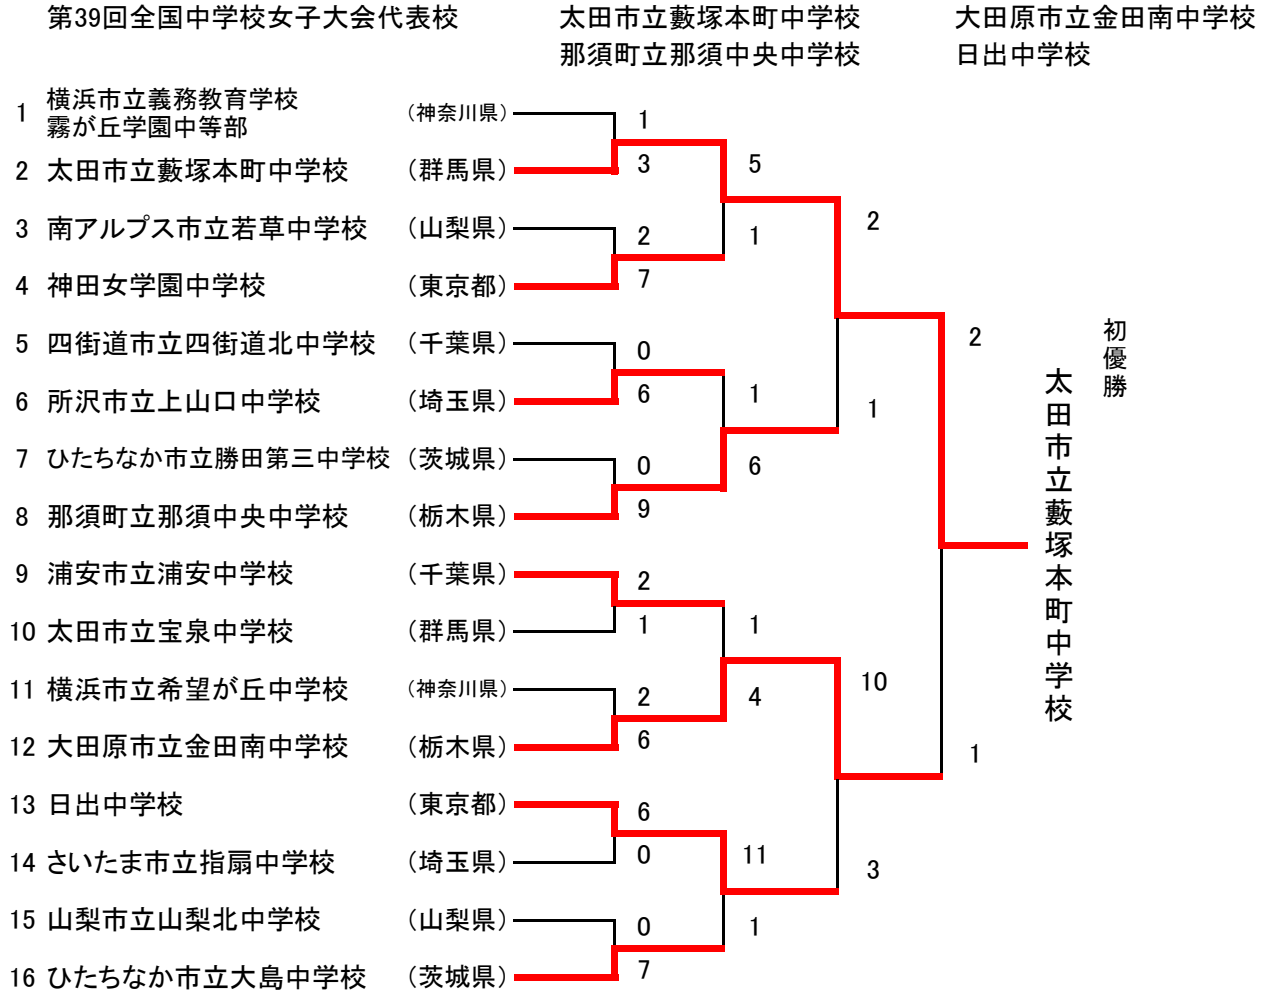 第39回全国中学校女子大会代表校 太田市立藪塚本町中学校 大田原市立金田南中学校
那須町立那須中央中学校 日出中学校
1 横浜市立義務教育学校
霧が丘学園中等部 (神奈川県) 1
2 太田市立藪塚本町中学校 (群馬県) 3 5
3 南アルプス市立若草中学校 (山梨県) 2 1 2
4 神田女学園中学校 (東京都) 7
5 四街道市立四街道北中学校 (千葉県) 0 2
6 所沢市立上山口中学校 (埼玉県) 6 1 1
7 ひたちなか市立勝田第三中学校 (茨城県) 0 6
8 那須町立那須中央中学校 (栃木県) 9
9 浦安市立浦安中学校 (千葉県) 2
10 太田市立宝泉中学校 (群馬県) 1 1
11 横浜市立希望が丘中学校 (神奈川県) 2 4 10
12 大田原市立金田南中学校 (栃木県) 6 1
13 日出中学校 (東京都) 6
14 さいたま市立指扇中学校 (埼玉県) 0 11 3
15 山梨市立山梨北中学校 (山梨県) 0 1
16 ひたちなか市立大島中学校 (茨城県) 7
初優勝
太田市立藪塚本町中学校